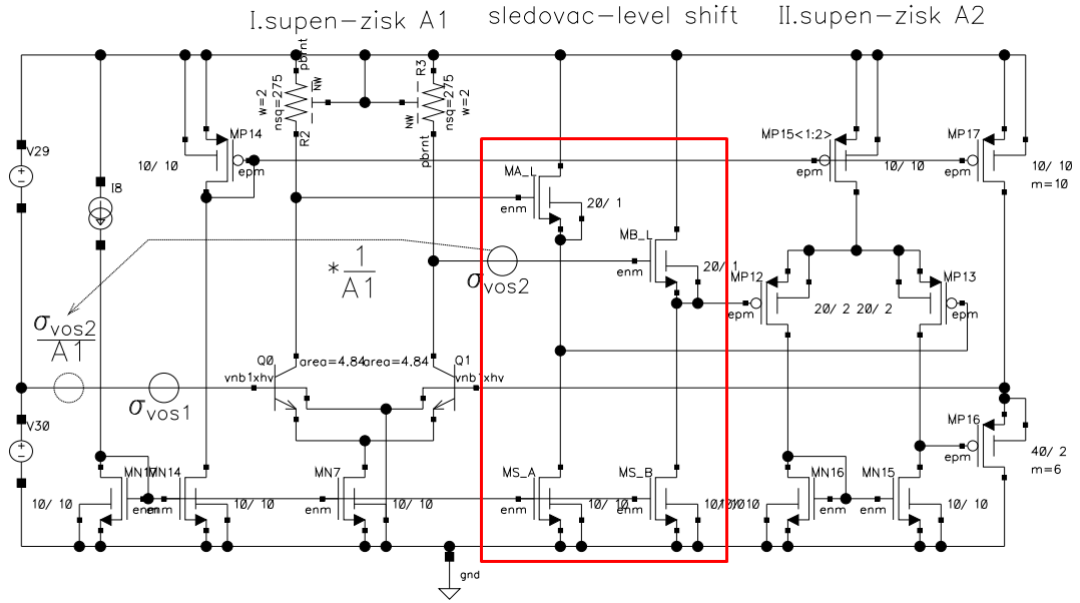 I.supen-zisk A1
sledovac-level shift
II.supen-zisk A2
pbrnt
R3
NW
w=2
nsq=275
R2
NW
nsq=275
w=2
pbrnt
V29
I8
MP14
10/ 10
epm
MA_L
enm
20/ 1
MB_L
enm
20/ 1
MP15<1:2>
epm
10/ 10
MP17
epm
10/ 10
m=10
*1/A1
σvos2
σvos2
A1
σvos1
MP12
epm
20/ 2
20/ 2
MP13
epm
Q0
area=4.84
area=4.84
Q1
vnb1xhv
vnb1xhv
V30
MP16
epm
40/ 2
m=6
10/ 10
enm
MN14
enm
10/ 10
MN7
enm
10/ 10
MS_A
enm
10/ 10
MS_B
enm
MN16
enm
MN15
enm
10/ 10
gnd